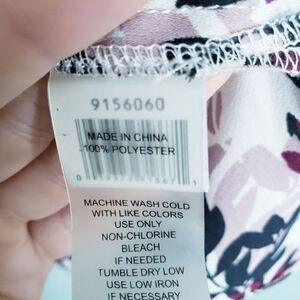 9156060
MADE IN CHINA
100% POLYESTER
MACHINE WASH COLD
WITH LIKE COLORS
USE ONLY
NON-CHLORINE
BLEACH
IF NEEDED
TUMBLE DRY LOW
USE LOW IRON
IF NECESSARY